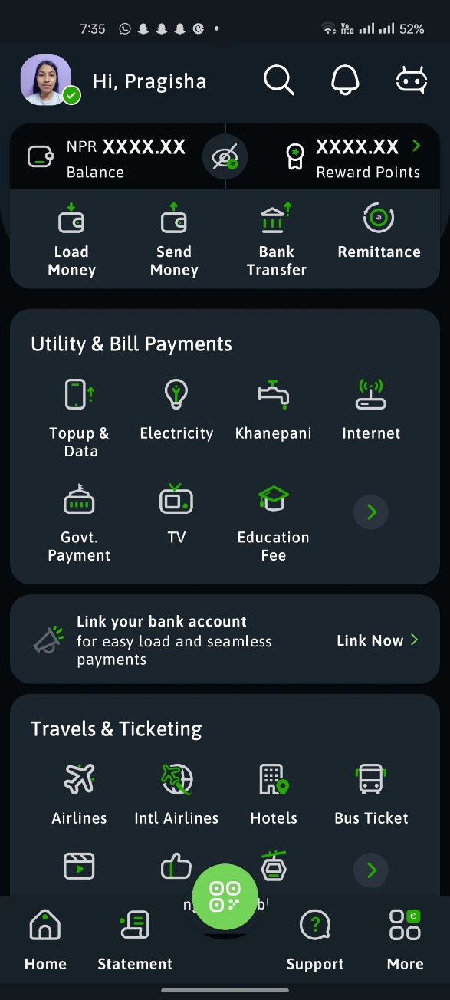 7:35 52%
Hi, Pragisha
NPR XXXX.XX
Balance
XXXX.XX
Reward Points
Load Money
Send Money
Bank Transfer
Remittance
Utility & Bill Payments
Topup & Data
Electricity
Khanepani
Internet
Govt. Payment
TV
Education Fee
Link your bank account
for easy load and seamless
payments
Link Now
Travels & Ticketing
Airlines
Intl Airlines
Hotels
Bus Ticket
Home
Statement
Support
More